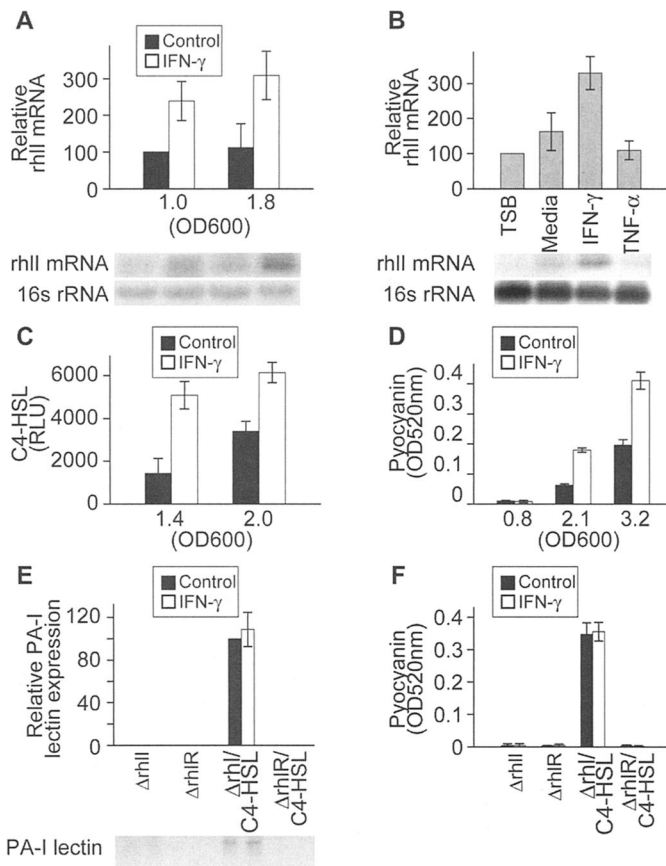 A
Control
IFN-γ
Relative
rhlI mRNA
300
200
100
0
1.0
1.8
(OD600)
rhlI mRNA
16s rRNA
B
Relative
rhlI mRNA
300
200
100
0
TSB
Media
IFN-γ
TNF-α
rhlI mRNA
16s rRNA
C
Control
IFN-γ
C4-HSL
(RLU)
6000
4000
2000
0
1.4
2.0
(OD600)
D
Control
IFN-γ
Pyocyanin
(OD520nm)
0.4
0.3
0.2
0.1
0
0.8
2.1
3.2
(OD600)
E
Control
IFN-γ
Relative PA-I
lectin expression
120
80
40
0
ΔrhlI
ΔrhlR
ΔrhI/
C4-HSL
ΔrhIR/
C4-HSL
PA-I lectin
F
Control
IFN-γ
Pyocyanin
(OD520nm)
0.4
0.3
0.2
0.1
0
ΔrhlI
ΔrhlR
ΔrhI/
C4-HSL
ΔrhIR/
C4-HSL